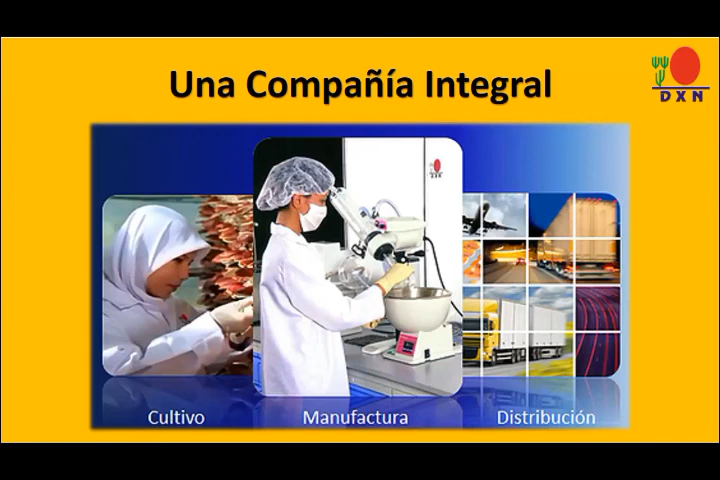 Una Compañía Integral
DXN
Cultivo
Manufactura
Distribución